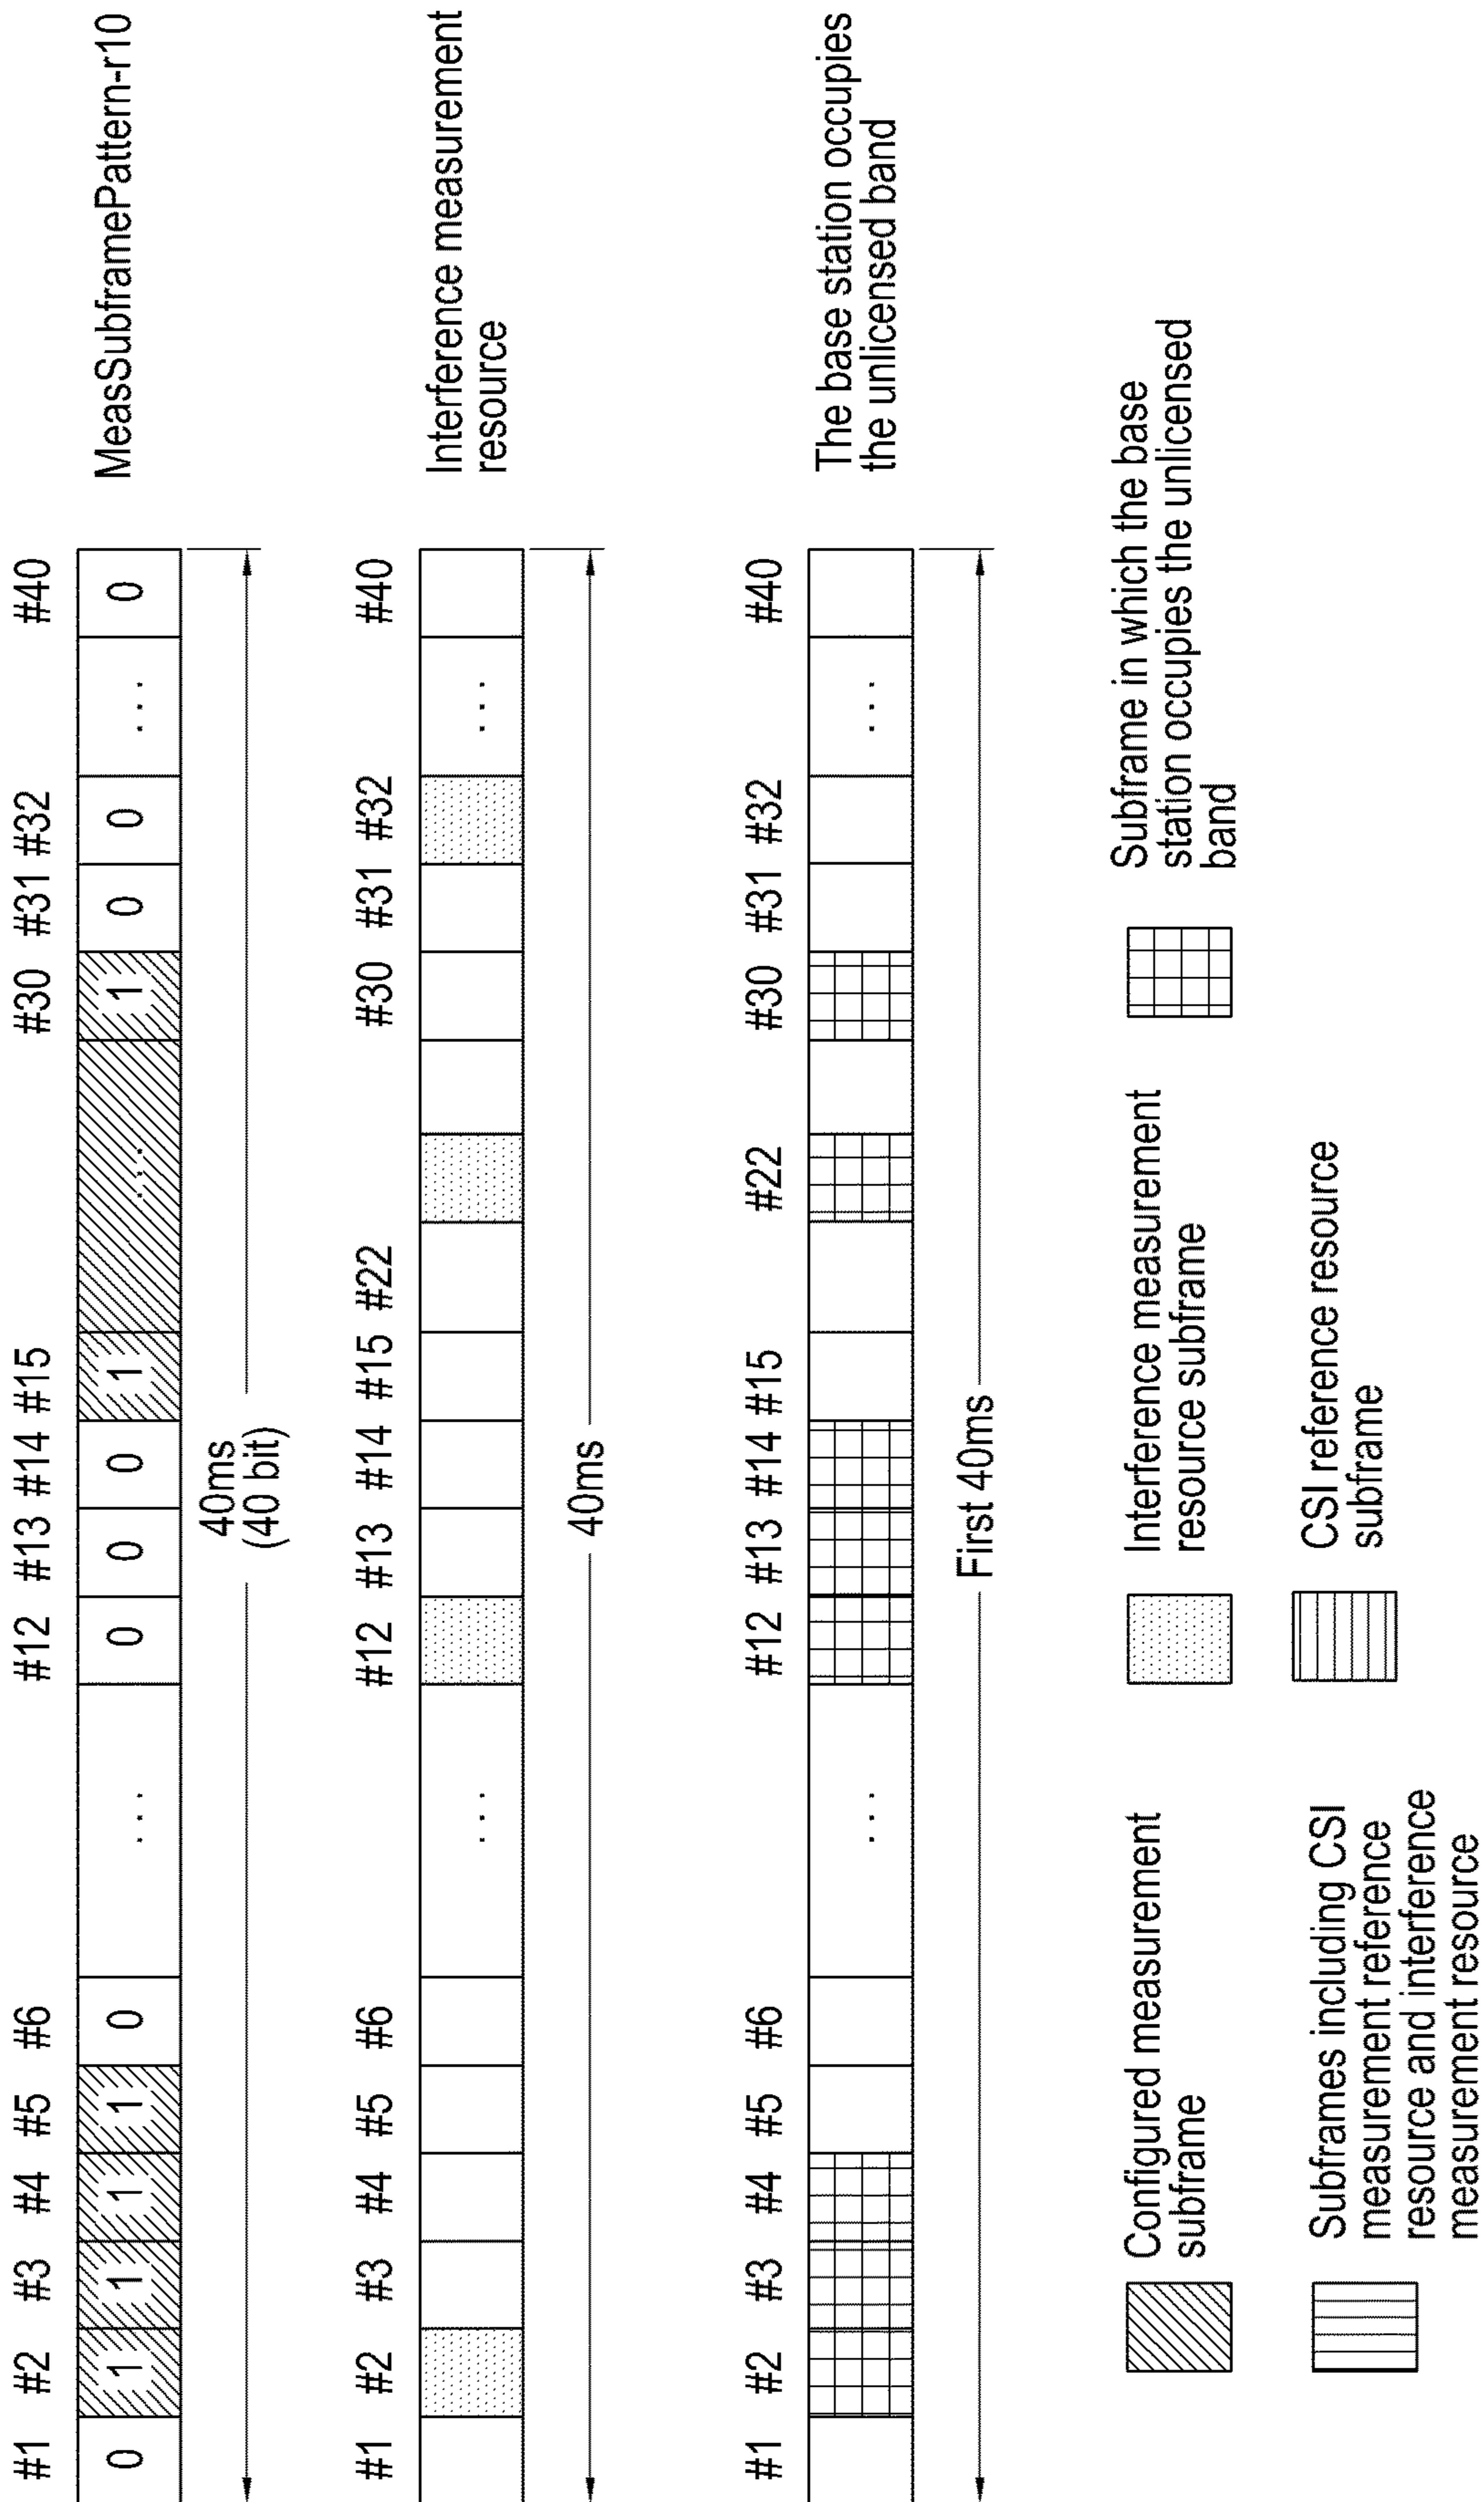 #1 #2 #3 #4 #5 #6 #12 #13 #14 #15 #30 #31 #32 #40
0 1 1 1 1 0 ... 0 0 0 1 ... 1 0 0 ... 0
MeasSubframePattern-r10
40ms
(40 bit)
#1 #2 #3 #4 #5 #6 #12 #13 #14 #15 #22 #30 #31 #32 #40
... ...
Interference measurement
resource
40ms
#1 #2 #3 #4 #5 #6 #12 #13 #14 #15 #22 #30 #31 #32 #40
... ...
The base station occupies
the unlicensed band
First 40ms
Configured measurement
subframe
Interference measurement
resource subframe
Subframe in which the base
station occupies the unlicensed
band
Subframes including CSI
measurement reference
resource and interference
measurement resource
CSI reference resource
subframe